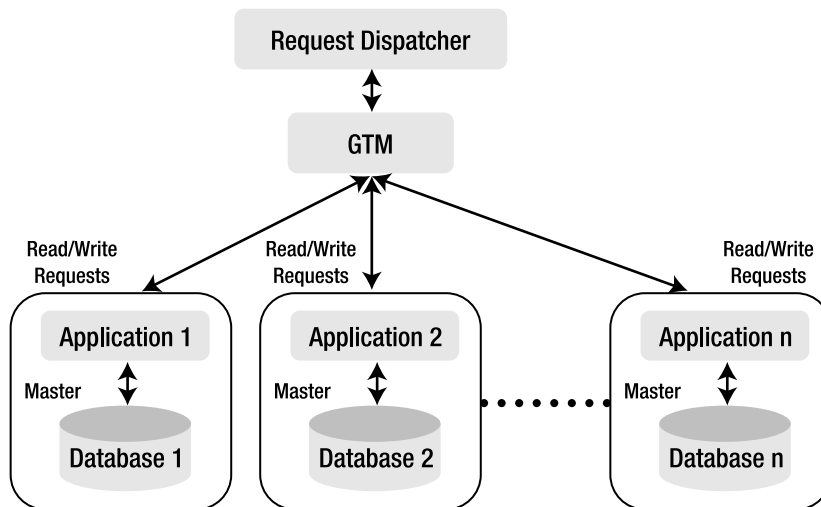 Request Dispatcher
GTM
Read/Write
Requests
Read/Write
Requests
Read/Write
Requests
Application 1
Application 2
Application n
Master
Master
Master
Database 1
Database 2
Database n